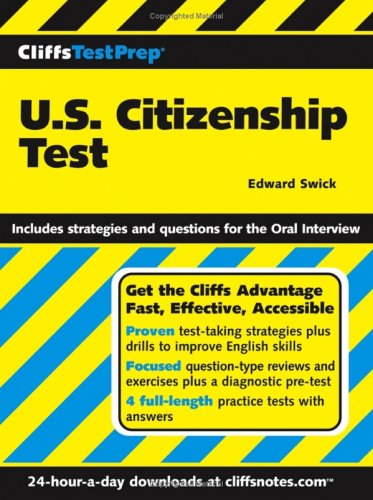 CliffsTestPrep®
U.S. Citizenship
Test
Edward Swick
Includes strategies and questions for the Oral Interview
Get the Cliffs Advantage
Fast, Effective, Accessible
Proven test-taking strategies plus
drills to improve English skills
Focused question-type reviews and
exercises plus a diagnostic pre-test
4 full-length practice tests with
answers
24-hour-a-day downloads at cliffsnotes.com™